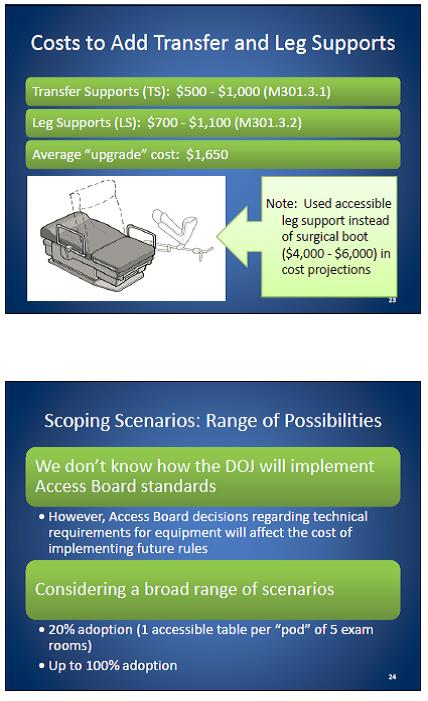 Costs to Add Transfer and Leg Supports
Transfer Supports (TS):  $500 - $1,000 (M301.3.1)
Leg Supports (LS):  $700 - $1,100 (M301.3.2)
Average “upgrade” cost:  $1,650
Note:  Used accessible
leg support instead
of surgical boot
($4,000 - $6,000) in
cost projections
23
Scoping Scenarios: Range of Possibilities
We don’t know how the DOJ will implement
Access Board standards
• However, Access Board decisions regarding technical
requirements for equipment will affect the cost of
implementing future rules
Considering a broad range of scenarios
• 20% adoption (1 accessible table per “pod” of 5 exam
rooms)
• Up to 100% adoption
24